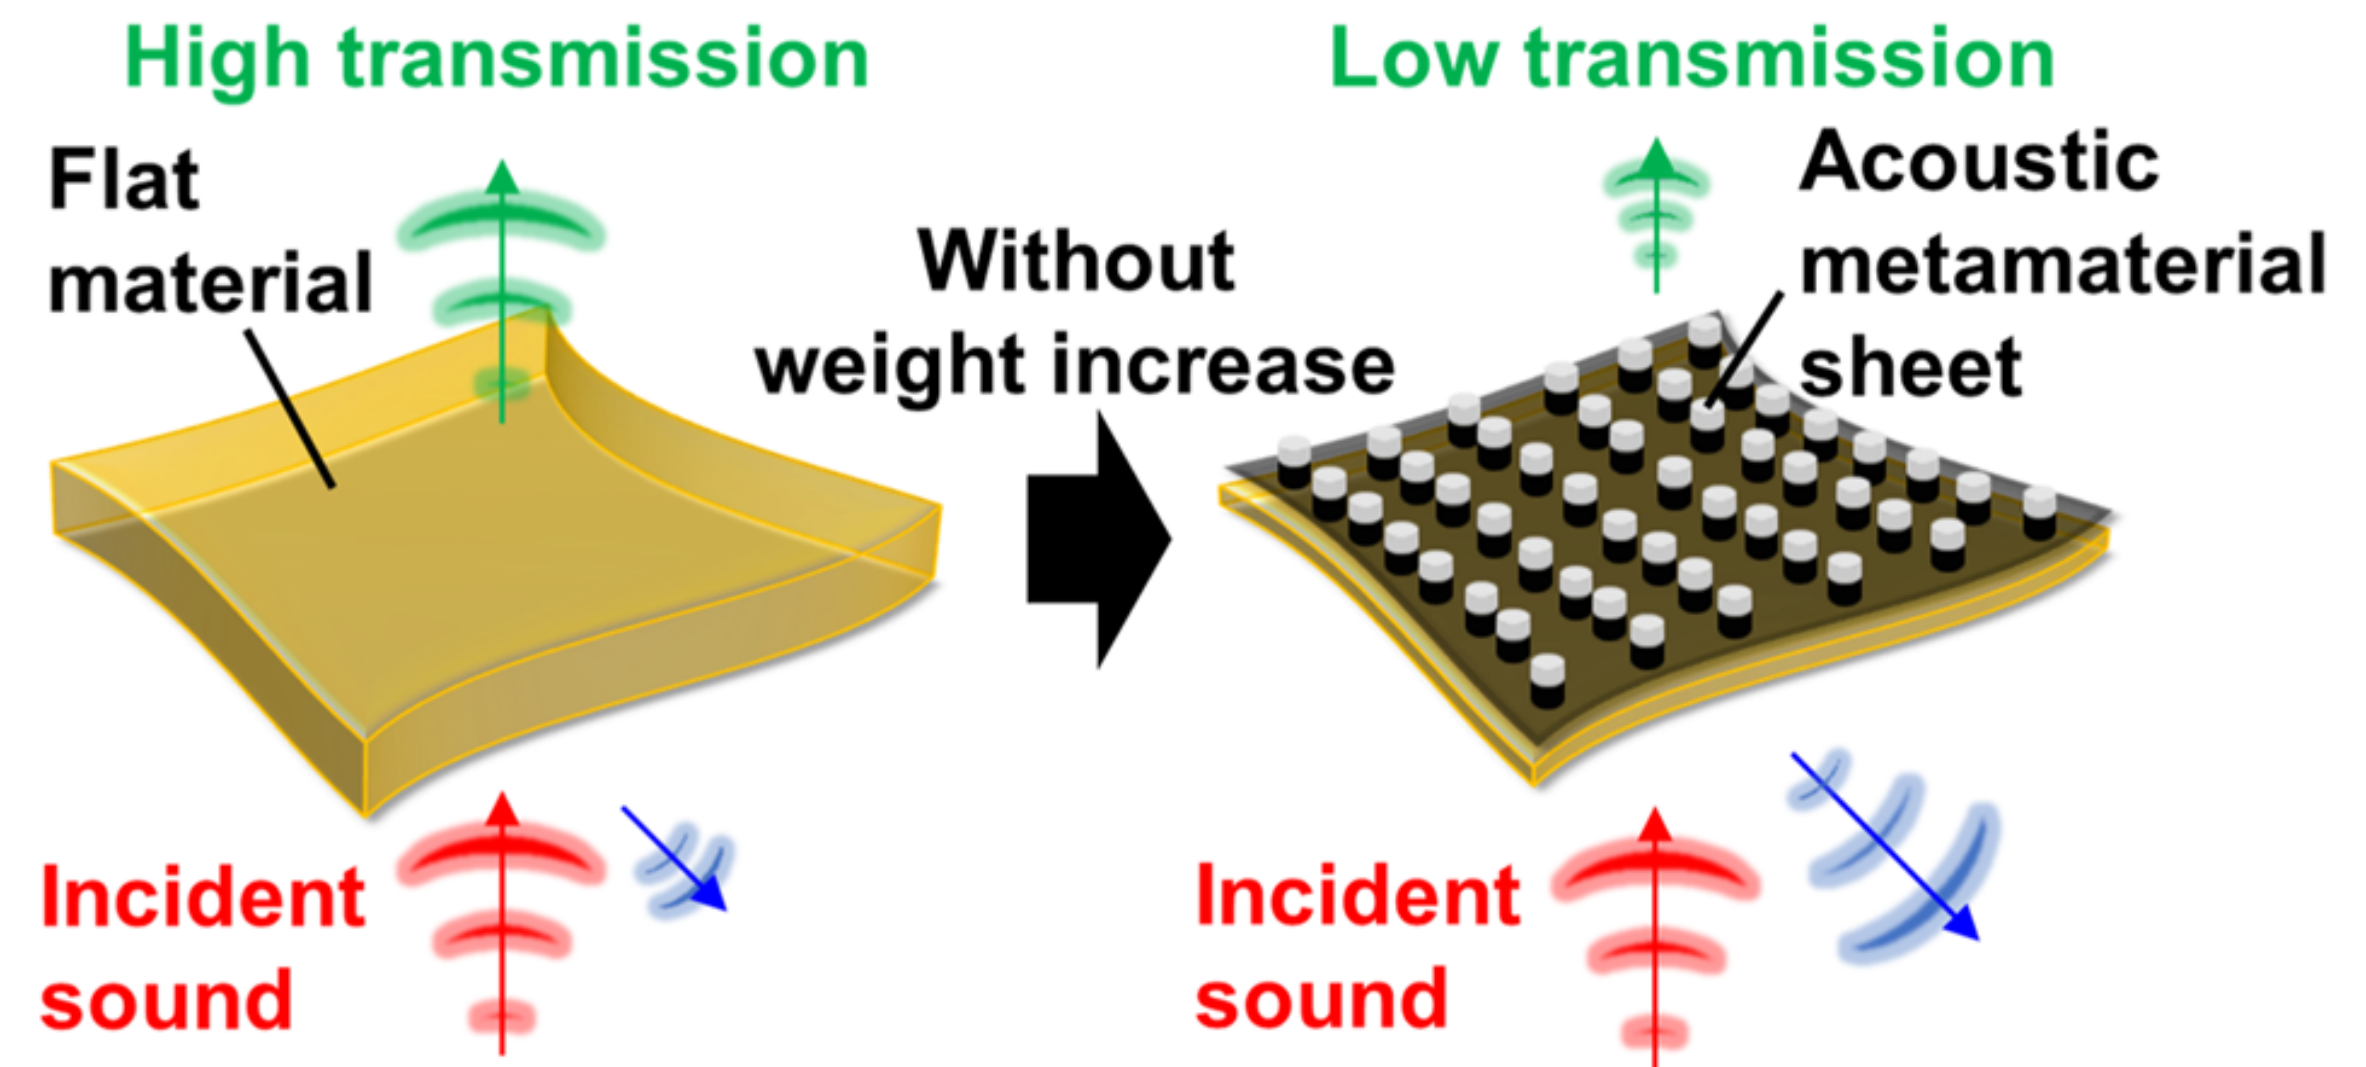 High transmission
Flat
material
Incident
sound
Without
weight increase
Low transmission
Acoustic
metamaterial
sheet
Incident
sound